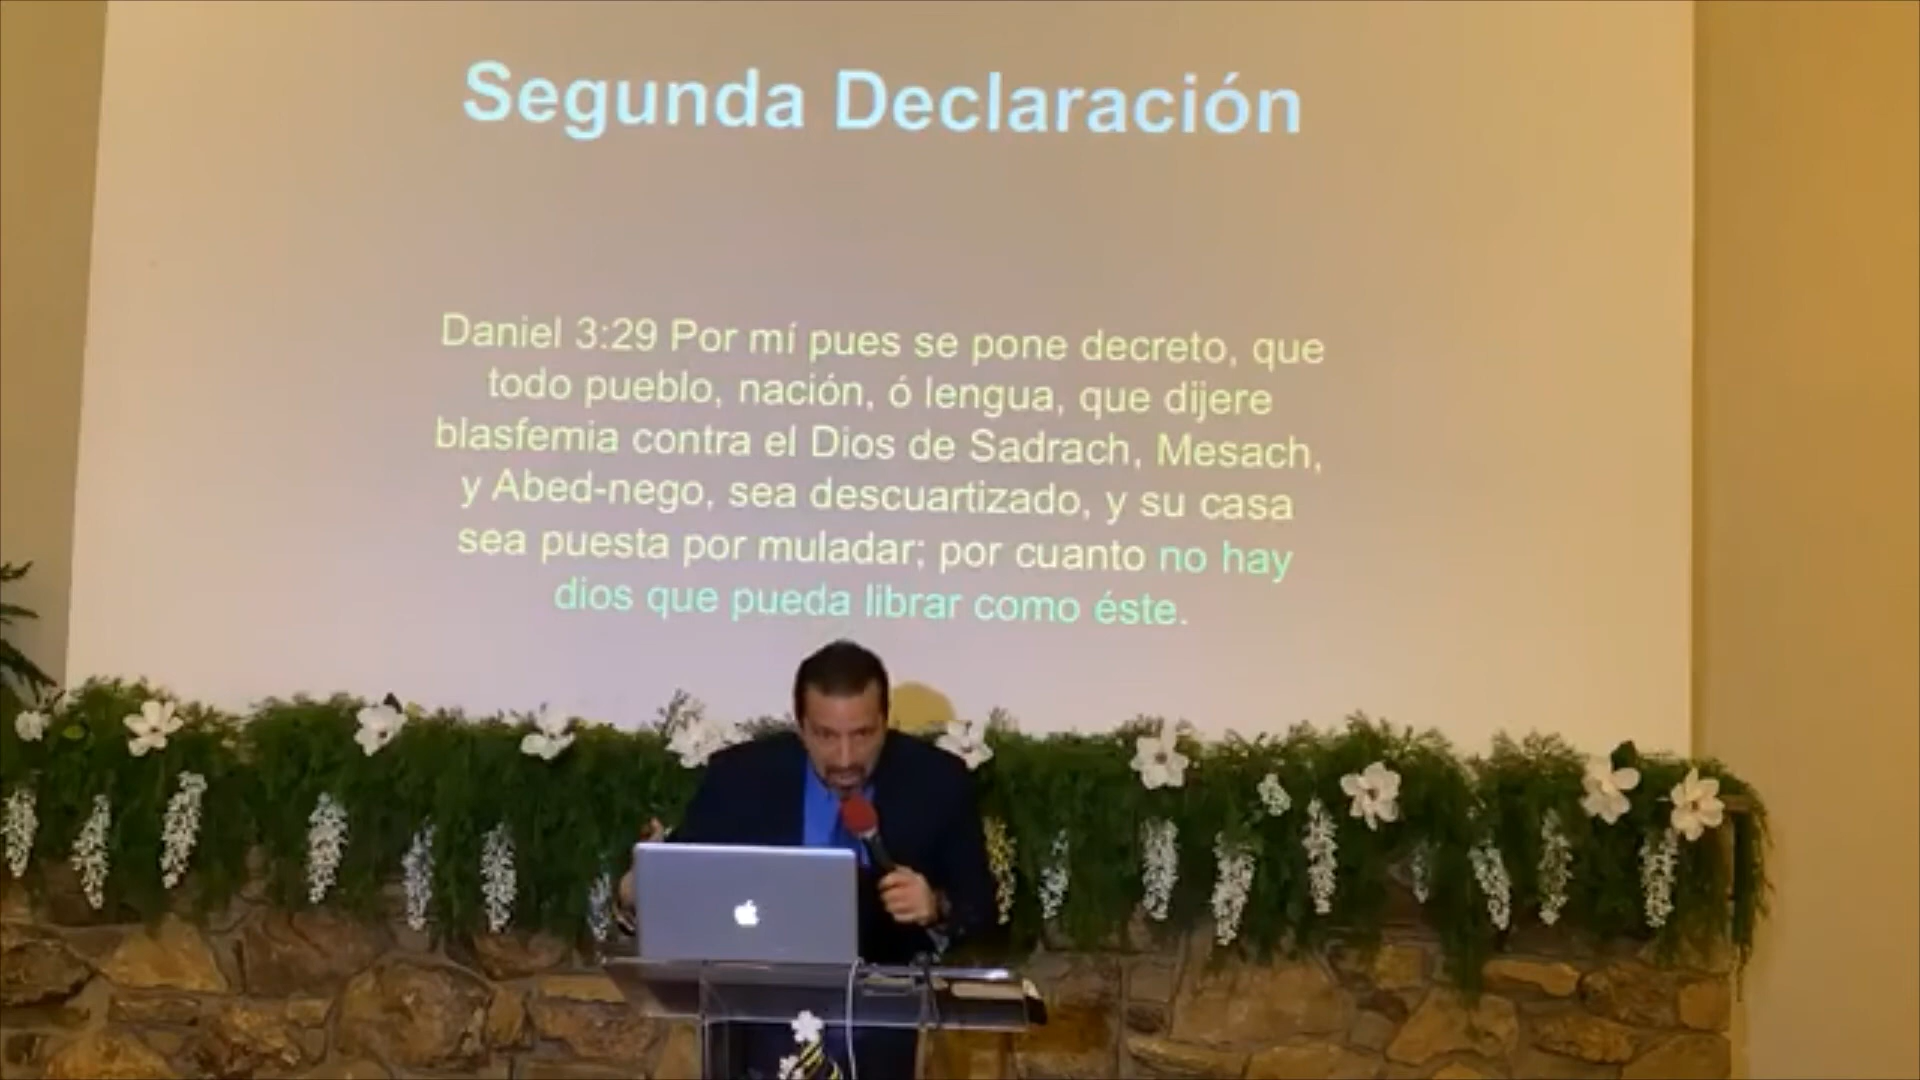 Segunda Declaración
Daniel 3:29 Por mí pues se pone decreto, que
todo pueblo, nación, ó lengua, que dijere
blasfemia contra el Dios de Sadrach, Mesach,
y Abed-nego, sea descuartizado, y su casa
sea puesta por muladar; por cuanto no hay
dios que pueda librar como éste.